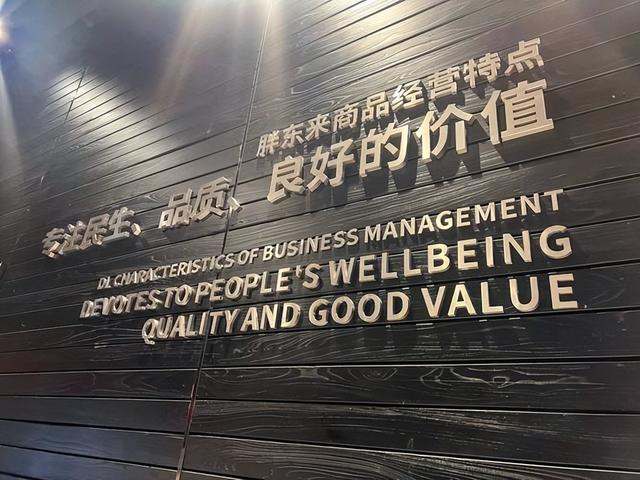 胖东来商品经营特点
专注民生、品质、良好的价值
DL CHARACTERISTICS OF BUSINESS MANAGEMENT
DEVOTES TO PEOPLE'S WELLBEING
QUALITY AND GOOD VALUE